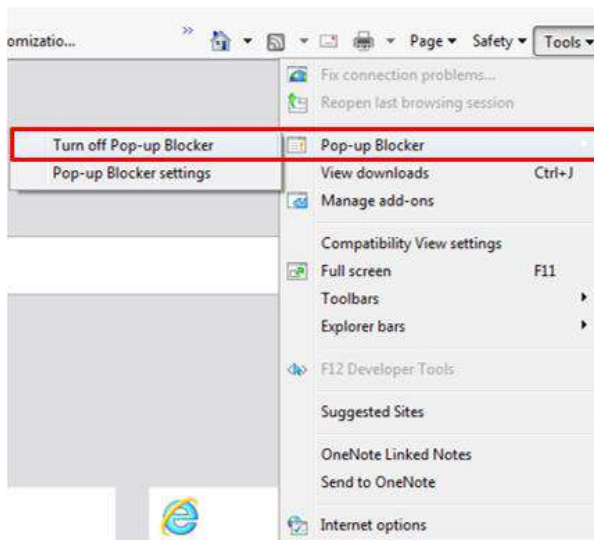 omizatio... » Page Safety Tools
Fix connection problems...
Reopen last browsing session
Turn off Pop-up Blocker Pop-up Blocker
Pop-up Blocker settings View downloads Ctrl+J
Manage add-ons
Compatibility View settings
Full screen F11
Toolbars
Explorer bars
F12 Developer Tools
Suggested Sites
OneNote Linked Notes
Send to OneNote
Internet options